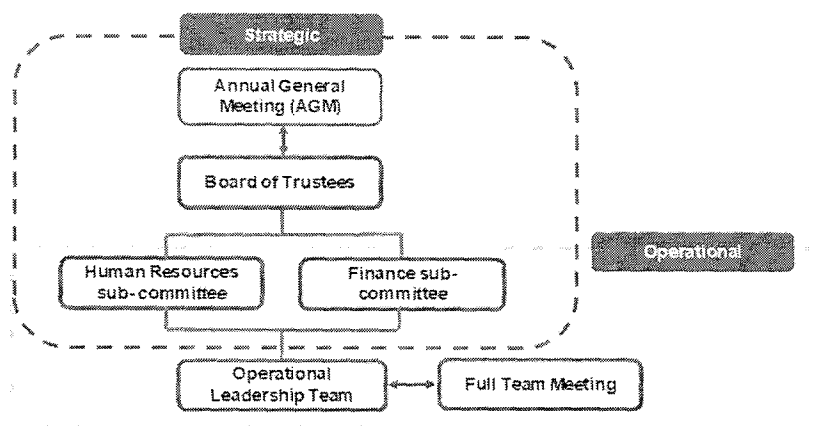 Strategic
Annual General
Meeting (AGM)
Board of Trustees
Operational
Human Resources
sub-committee
Finance sub-
committee
Operational
Leadership Team
Full Team Meeting